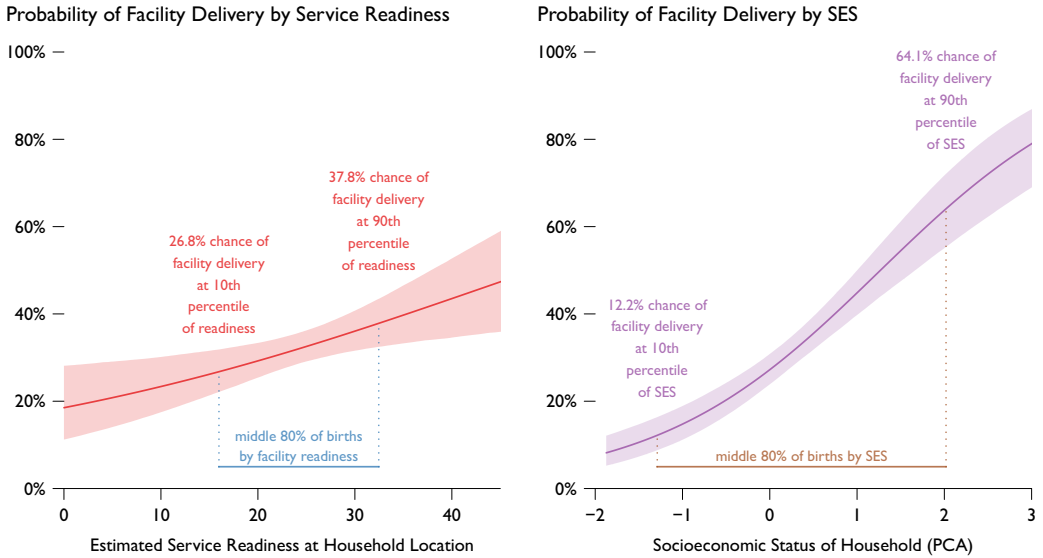 Probability of Facility Delivery by Service Readiness
100%
80%
60%
40%
20%
0%
37.8% chance of
facility delivery
at 90th
percentile
of readiness
26.8% chance of
facility delivery
at 10th
percentile
of readiness
middle 80% of births
by facility readiness
0 10 20 30 40
Estimated Service Readiness at Household Location
Probability of Facility Delivery by SES
100%
80%
60%
40%
20%
0%
64.1% chance of
facility delivery
at 90th
percentile
of SES
12.2% chance of
facility delivery
at 10th
percentile
of SES
middle 80% of births by SES
−2 −1 0 1 2 3
Socioeconomic Status of Household (PCA)